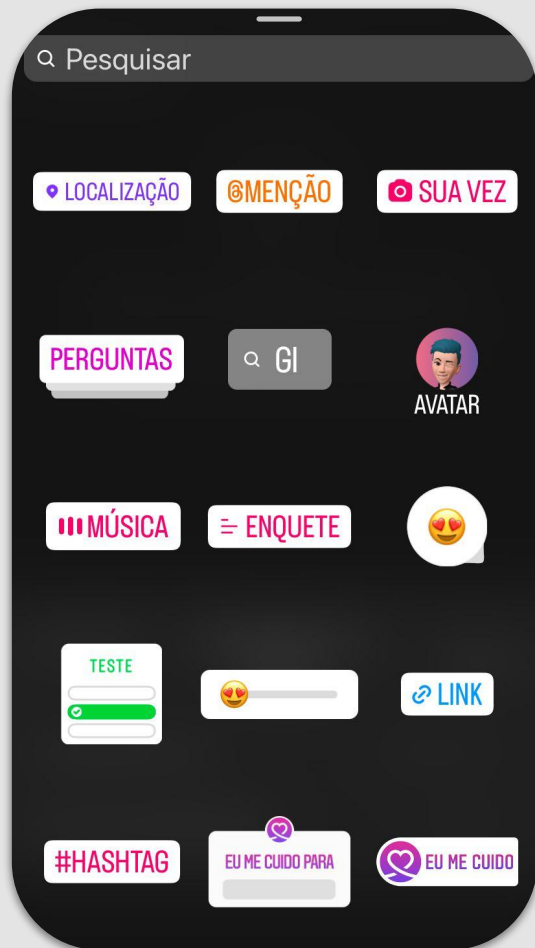 Pesquisar
LOCALIZAÇÃO
@MENÇÃO
SUA VEZ
PERGUNTAS
GI
AVATAR
MÚSICA
ENQUETE
TESTE
LINK
#HASHTAG
EU ME CUIDO PARA
EU ME CUIDO